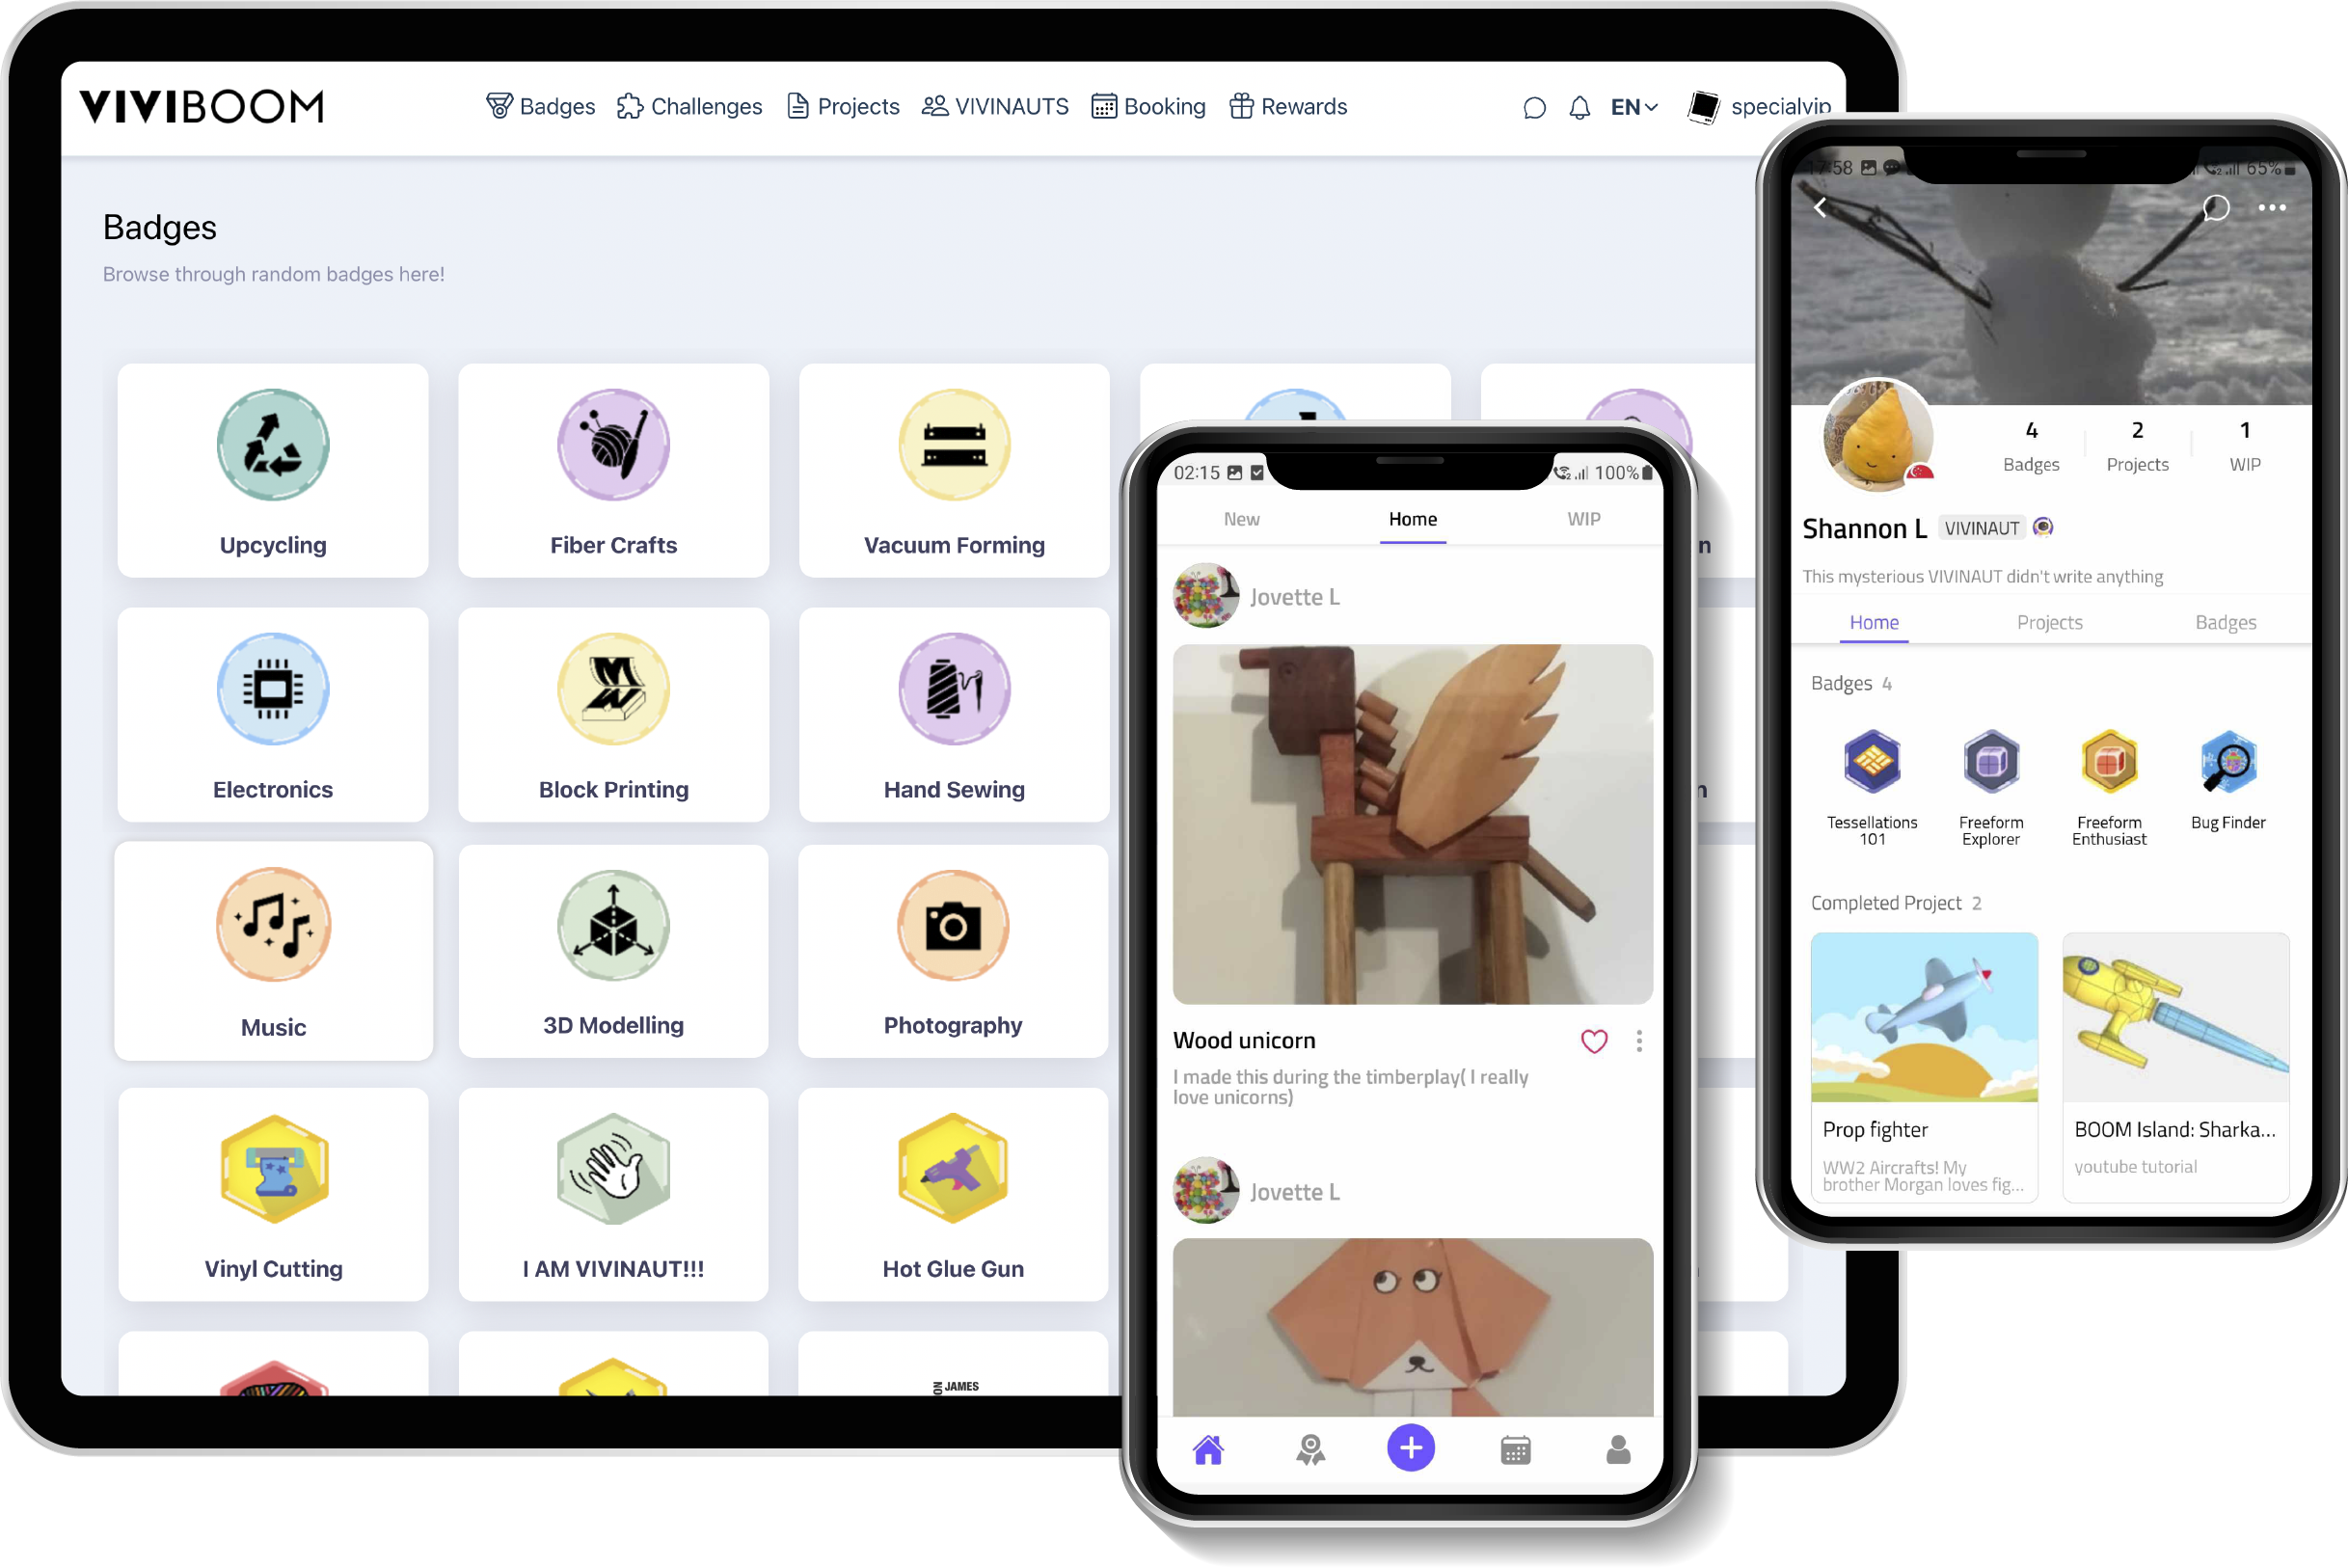 VIVIBOOM
Badges
Challenges
Projects
VIVINAUTS
Booking
Rewards
EN
specialvip
Badges
Browse through random badges here!
Upcycling
Fiber Crafts
Vacuum Forming
Electronics
Block Printing
Hand Sewing
Music
3D Modelling
Photography
Vinyl Cutting
I AM VIVINAUT!!!
Hot Glue Gun
JAMES
02:15
100%
New
Home
WIP
Jovette L
Wood unicorn
I made this during the timberplay( I really
love unicorns)
Jovette L
17:58
65%
4
Badges
2
Projects
1
WIP
Shannon L
VIVINAUT
This mysterious VIVINAUT didn't write anything
Home
Projects
Badges
Badges 4
Tessellations
101
Freeform
Explorer
Freeform
Enthusiast
Bug Finder
Completed Project 2
Prop fighter
WW2 Aircrafts! My
brother Morgan loves fig...
BOOM Island: Sharka...
youtube tutorial